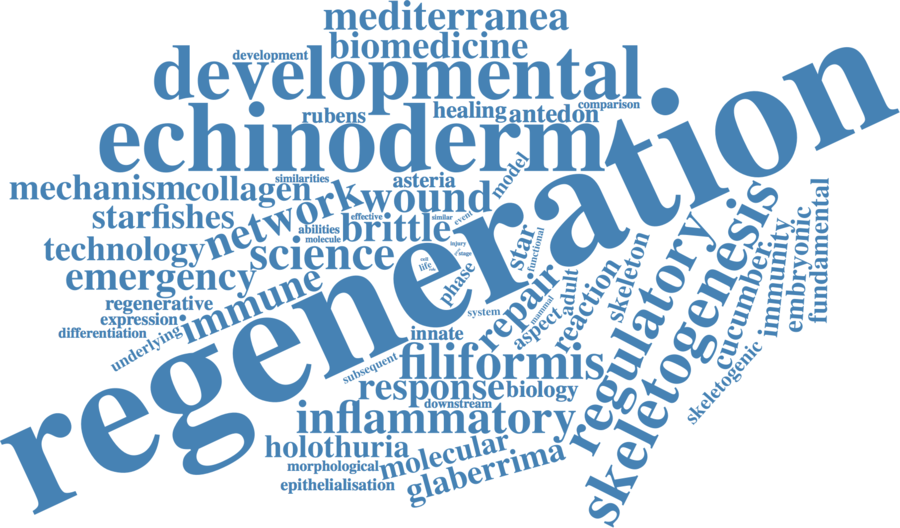 mediterranea
biomedicine
development
developmental
comparison
healing
antedon
rubens
echinoderm
regeneration
model
similarities
asteria
mechanism
collagen
network
wound
starfishes
effective
similar
event
abilities
molecule
brittle
technology
science
injury
stage
cell
life
star
functional
emergency
phase
regenerative
immune
expression
differentiation
underlying
system
repair
mammal
adult
aspect
reaction
skeleton
regulatory
skeletogenesis
cucumber
immunity
embryonic
fundamental
skeletogenic
innate
filiformis
subsequent
response
biology
downstream
inflammatory
holothuria
morphological
molecular
epithelialisation
glaberrima